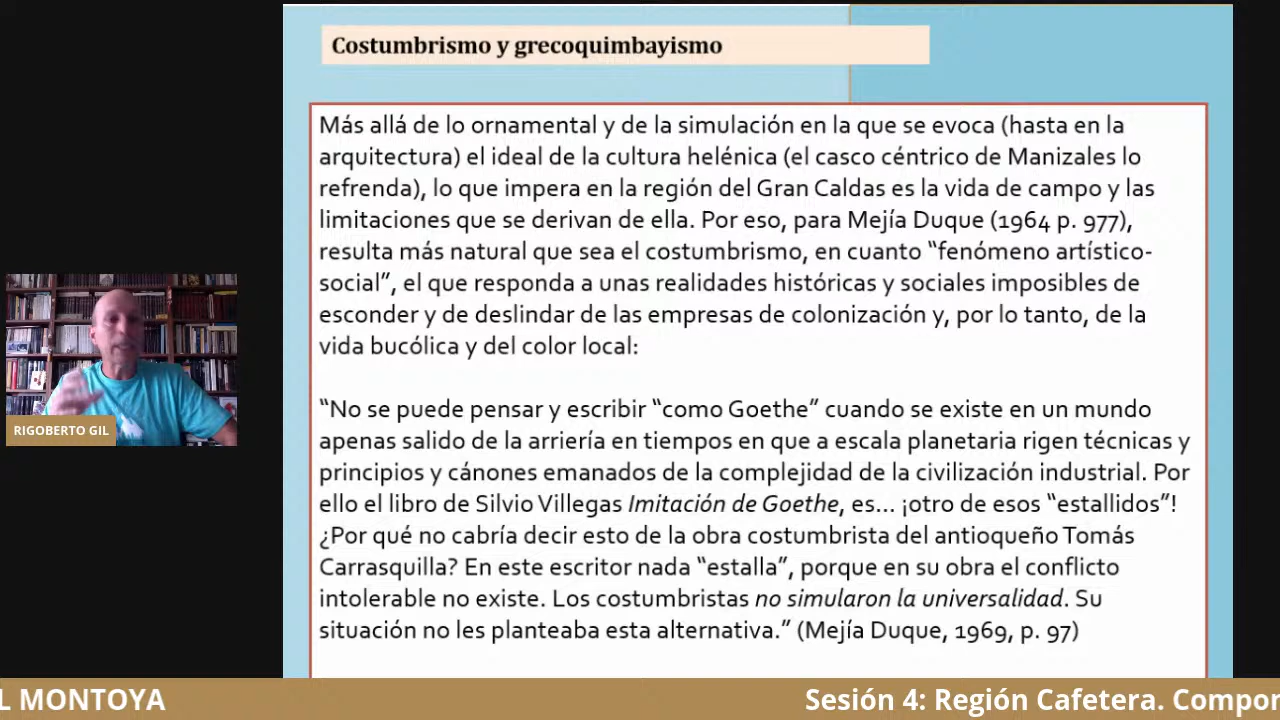 Costumbrismo y grecoquimbayismo
Más allá de lo ornamental y de la simulación en la que se evoca (hasta en la
arquitectura) el ideal de la cultura helénica (el casco céntrico de Manizales lo
refrenda), lo que impera en la región del Gran Caldas es la vida de campo y las
limitaciones que se derivan de ella. Por eso, para Mejía Duque (1964 p. 977),
resulta más natural que sea el costumbrismo, en cuanto “fenómeno artístico-
social”, el que responda a unas realidades históricas y sociales imposibles de
esconder y de deslindar de las empresas de colonización y, por lo tanto, de la
vida bucólica y del color local:
“No se puede pensar y escribir “como Goethe” cuando se existe en un mundo
apenas salido de la arriería en tiempos en que a escala planetaria rigen técnicas y
principios y cánones emanados de la complejidad de la civilización industrial. Por
ello el libro de Silvio Villegas Imitación de Goethe, es... ¡otro de esos “estallidos”!
¿Por qué no cabría decir esto de la obra costumbrista del antioqueño Tomás
Carrasquilla? En este escritor nada “estalla”, porque en su obra el conflicto
intolerable no existe. Los costumbristas no simularon la universalidad. Su
situación no les planteaba esta alternativa.” (Mejía Duque, 1969, p. 97)
RIGOBERTO GIL
L MONTOYA
Sesión 4: Región Cafetera. Compor